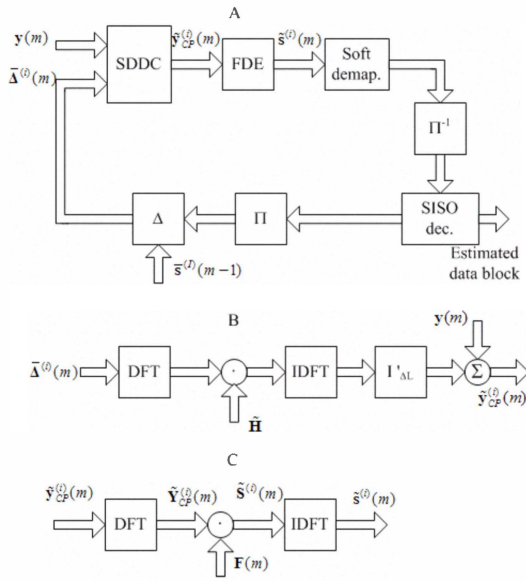 A
y(m)
Δ̄⁽ⁱ⁾(m)
SDDC
ỹ_CP⁽ⁱ⁾(m)
FDE
s̃⁽ⁱ⁾(m)
Soft
demap.
Π⁻¹
SISO
dec.
Estimated
data block
Π
Δ
s̄⁽ᴵ⁾(m−1)
B
y(m)
Δ̄⁽ⁱ⁾(m)
DFT
·
H̃
IDFT
I'_ΔL
Σ
ỹ_CP⁽ⁱ⁾(m)
C
ỹ_CP⁽ⁱ⁾(m)
DFT
Ỹ_CP⁽ⁱ⁾(m)
·
F(m)
S̃⁽ⁱ⁾(m)
IDFT
s̃⁽ⁱ⁾(m)